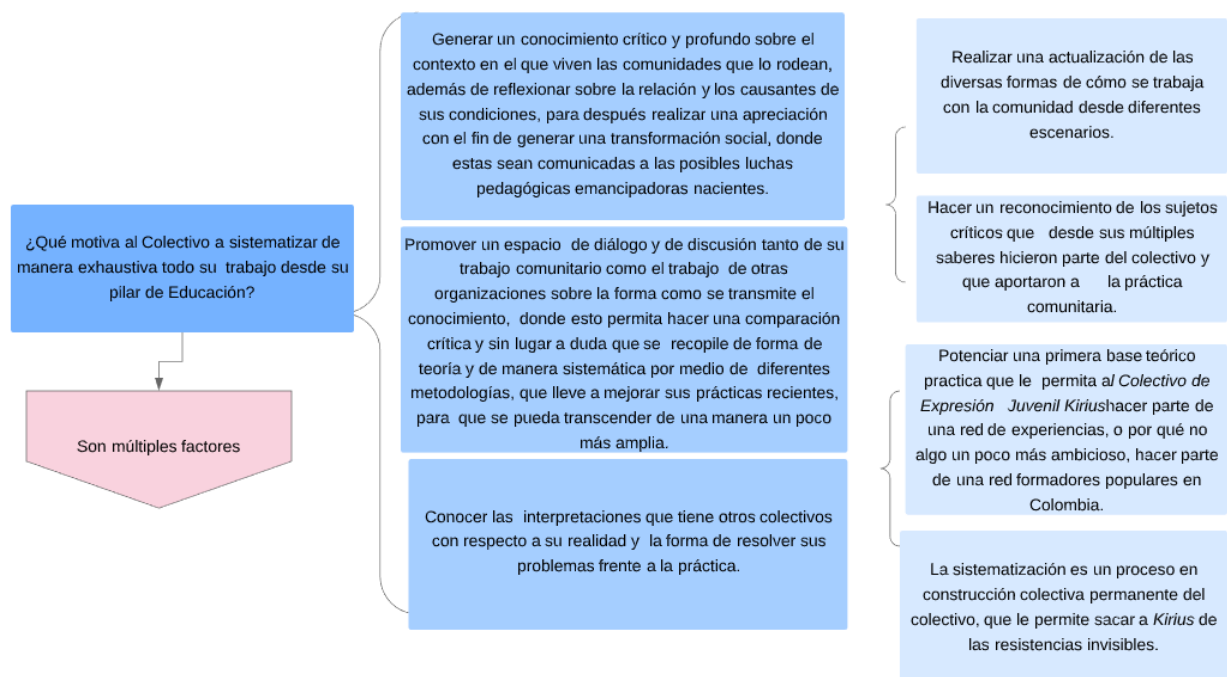 ¿Qué motiva al Colectivo a sistematizar de
manera exhaustiva todo su trabajo desde su
pilar de Educación?
Son múltiples factores
Generar un conocimiento crítico y profundo sobre el
contexto en el que viven las comunidades que lo rodean,
además de reflexionar sobre la relación y los causantes de
sus condiciones, para después realizar una apreciación
con el fin de generar una transformación social, donde
estas sean comunicadas a las posibles luchas
pedagógicas emancipadoras nacientes.
Promover un espacio de diálogo y de discusión tanto de su
trabajo comunitario como el trabajo de otras
organizaciones sobre la forma como se transmite el
conocimiento, donde esto permita hacer una comparación
crítica y sin lugar a duda que se recopile de forma de
teoría y de manera sistemática por medio de diferentes
metodologías, que lleve a mejorar sus prácticas recientes,
para que se pueda transcender de una manera un poco
más amplia.
Conocer las interpretaciones que tiene otros colectivos
con respecto a su realidad y la forma de resolver sus
problemas frente a la práctica.
Realizar una actualización de las
diversas formas de cómo se trabaja
con la comunidad desde diferentes
escenarios.
Hacer un reconocimiento de los sujetos
críticos que desde sus múltiples
saberes hicieron parte del colectivo y
que aportaron a la práctica
comunitaria.
Potenciar una primera base teórico
practica que le permita al Colectivo de
Expresión Juvenil Kiriushacer parte de
una red de experiencias, o por qué no
algo un poco más ambicioso, hacer parte
de una red formadores populares en
Colombia.
La sistematización es un proceso en
construcción colectiva permanente del
colectivo, que le permite sacar a Kirius de
las resistencias invisibles.